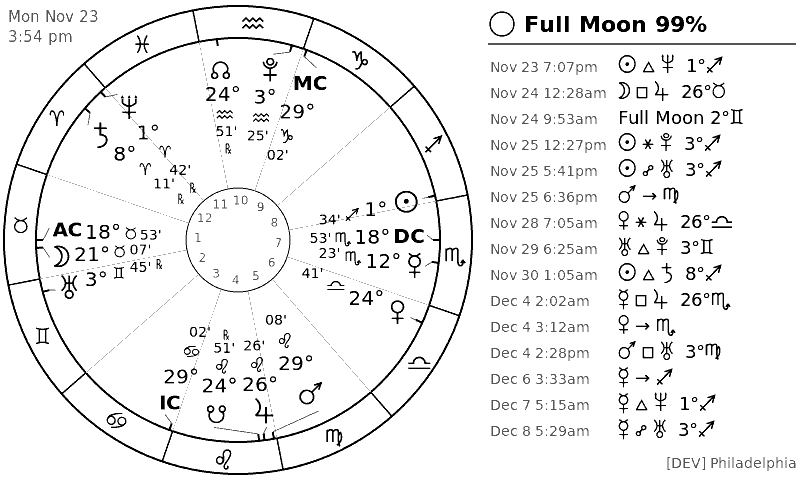 Mon Nov 23
3:54 pm
♒ ♑ ♐ ♏ ♎ ♍ ♌ ♋ ♊ ♉ ♈ ♓
☊ 24° ♒ 51' ℞
♇ 3° ♒ 25'
MC 29° ♑ 02'
♆ 1° ♈ 42' ℞
♄ 8° ♈ 11' ℞
AC 18° ♉ 53'
☽ 21° ♉ 07'
♅ 3° ♊ 45' ℞
☉ 1° ♐ 34'
DC 18° ♏ 53'
☿ 12° ♏ 23'
♀ 24° ♎ 41'
IC 29° ♋ 02'
☋ 24° ♌ 51' ℞
♃ 26° ♌ 26'
♂ 29° ♌ 08'
1 2 3 4 5 6 7 8 9 10 11 12
Full Moon 99%
Nov 23 7:07pm ☉ △ ♆ 1°♐
Nov 24 12:28am ☽ □ ♃ 26°♉
Nov 24 9:53am Full Moon 2°♊
Nov 25 12:27pm ☉ ⚹ ♇ 3°♐
Nov 25 5:41pm ☉ ☍ ♅ 3°♐
Nov 25 6:36pm ♂ → ♍
Nov 28 7:05am ♀ ⚹ ♃ 26°♎
Nov 29 6:25am ♅ △ ♇ 3°♊
Nov 30 1:05am ☉ △ ♄ 8°♐
Dec 4 2:02am ☿ □ ♃ 26°♏
Dec 4 3:12am ♀ → ♏
Dec 4 2:28pm ♂ □ ♅ 3°♍
Dec 6 3:33am ☿ → ♐
Dec 7 5:15am ☿ △ ♆ 1°♐
Dec 8 5:29am ☿ ☍ ♅ 3°♐
[DEV] Philadelphia